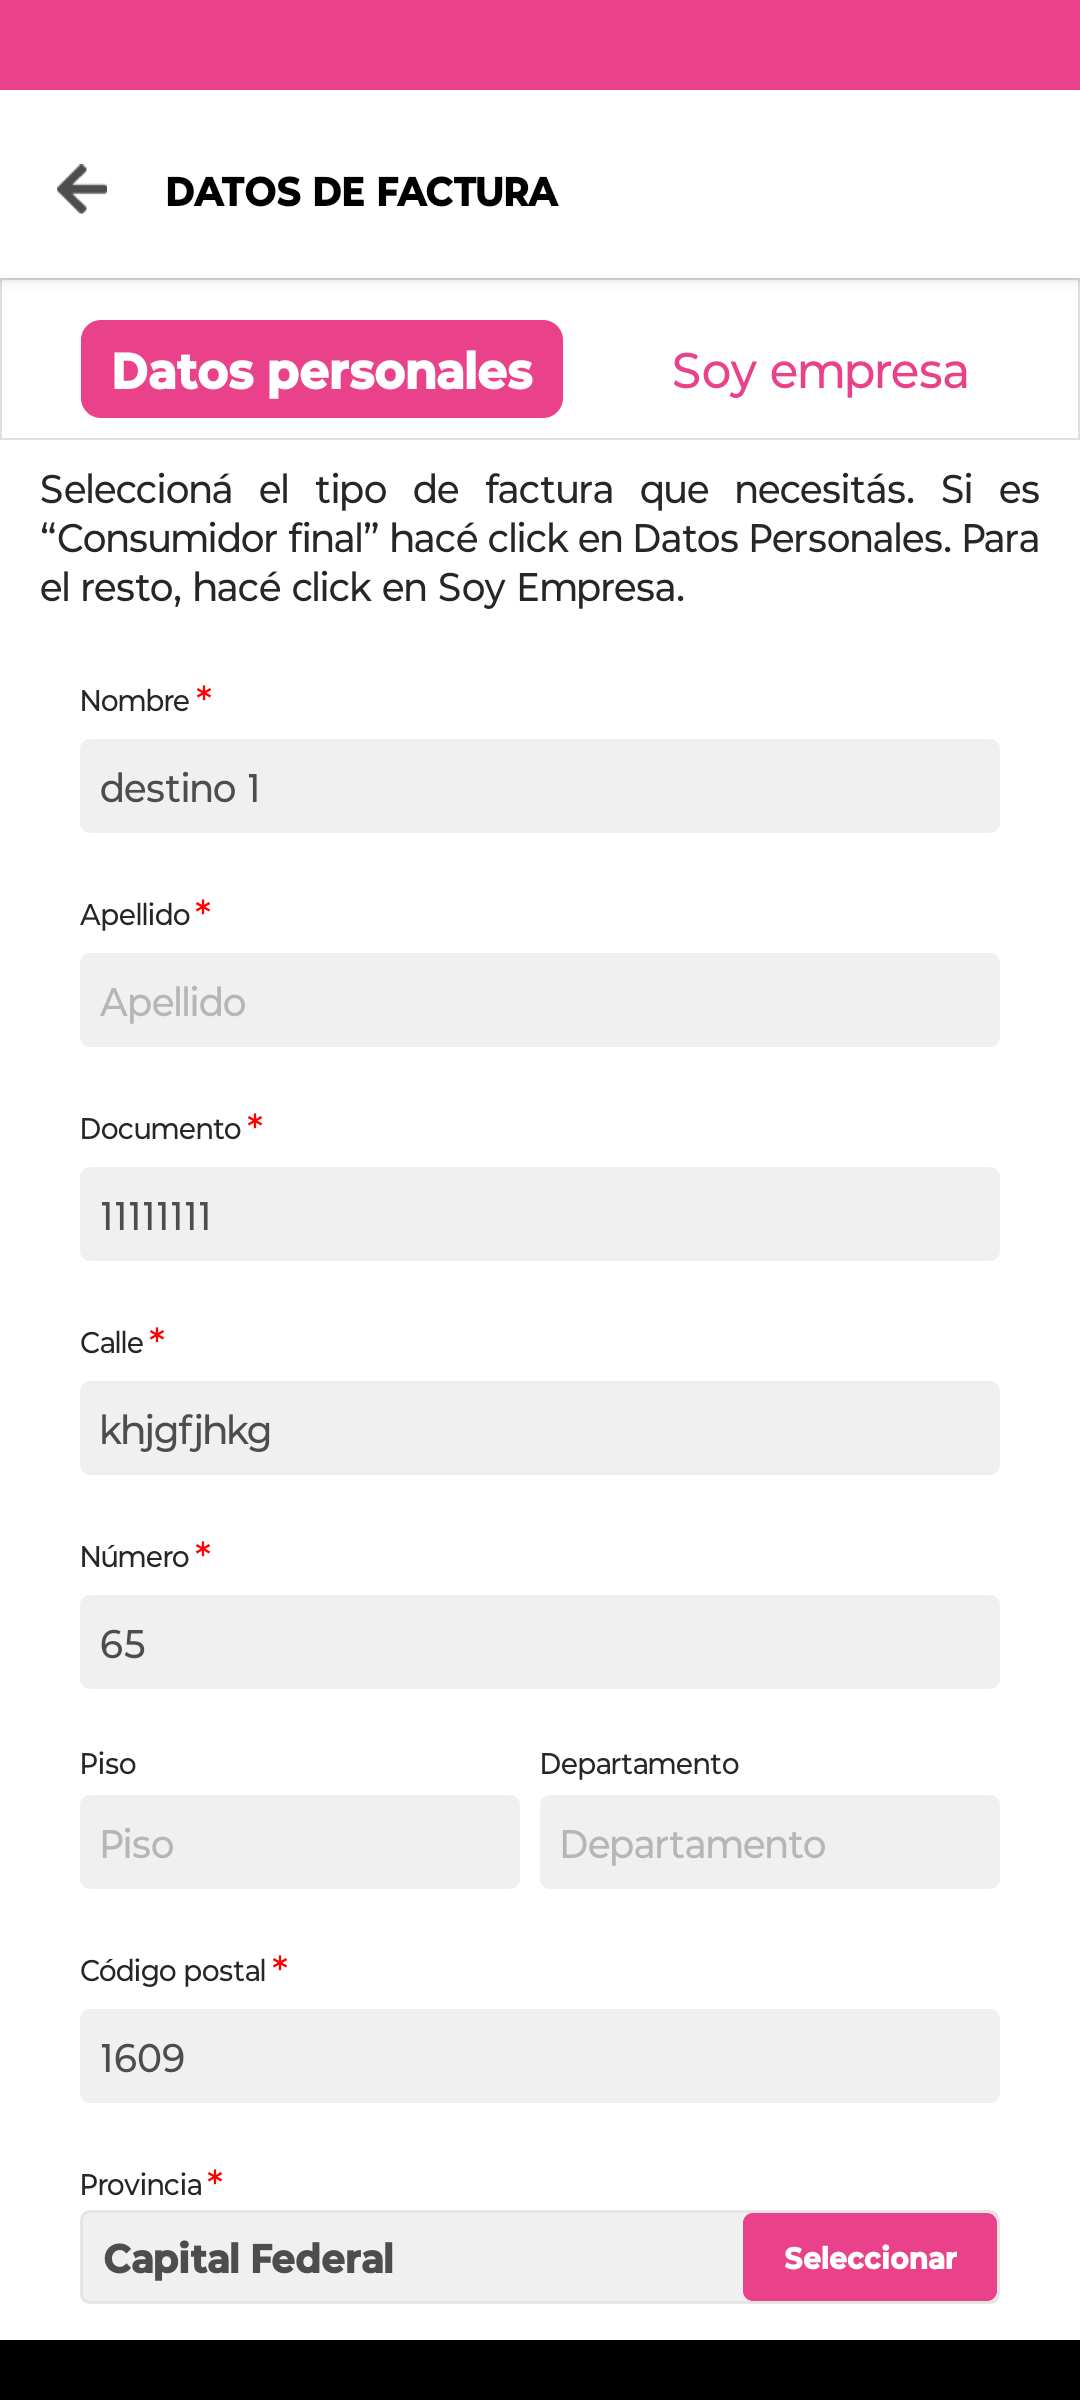 DATOS DE FACTURA
Datos personales
Soy empresa
Seleccioná el tipo de factura que necesitás. Si es
“Consumidor final” hacé click en Datos Personales. Para
el resto, hacé click en Soy Empresa.
Nombre *
destino 1
Apellido *
Apellido
Documento *
11111111
Calle *
khjgfjhkg
Número *
65
Piso
Departamento
Piso
Departamento
Código postal *
1609
Provincia *
Capital Federal
Seleccionar